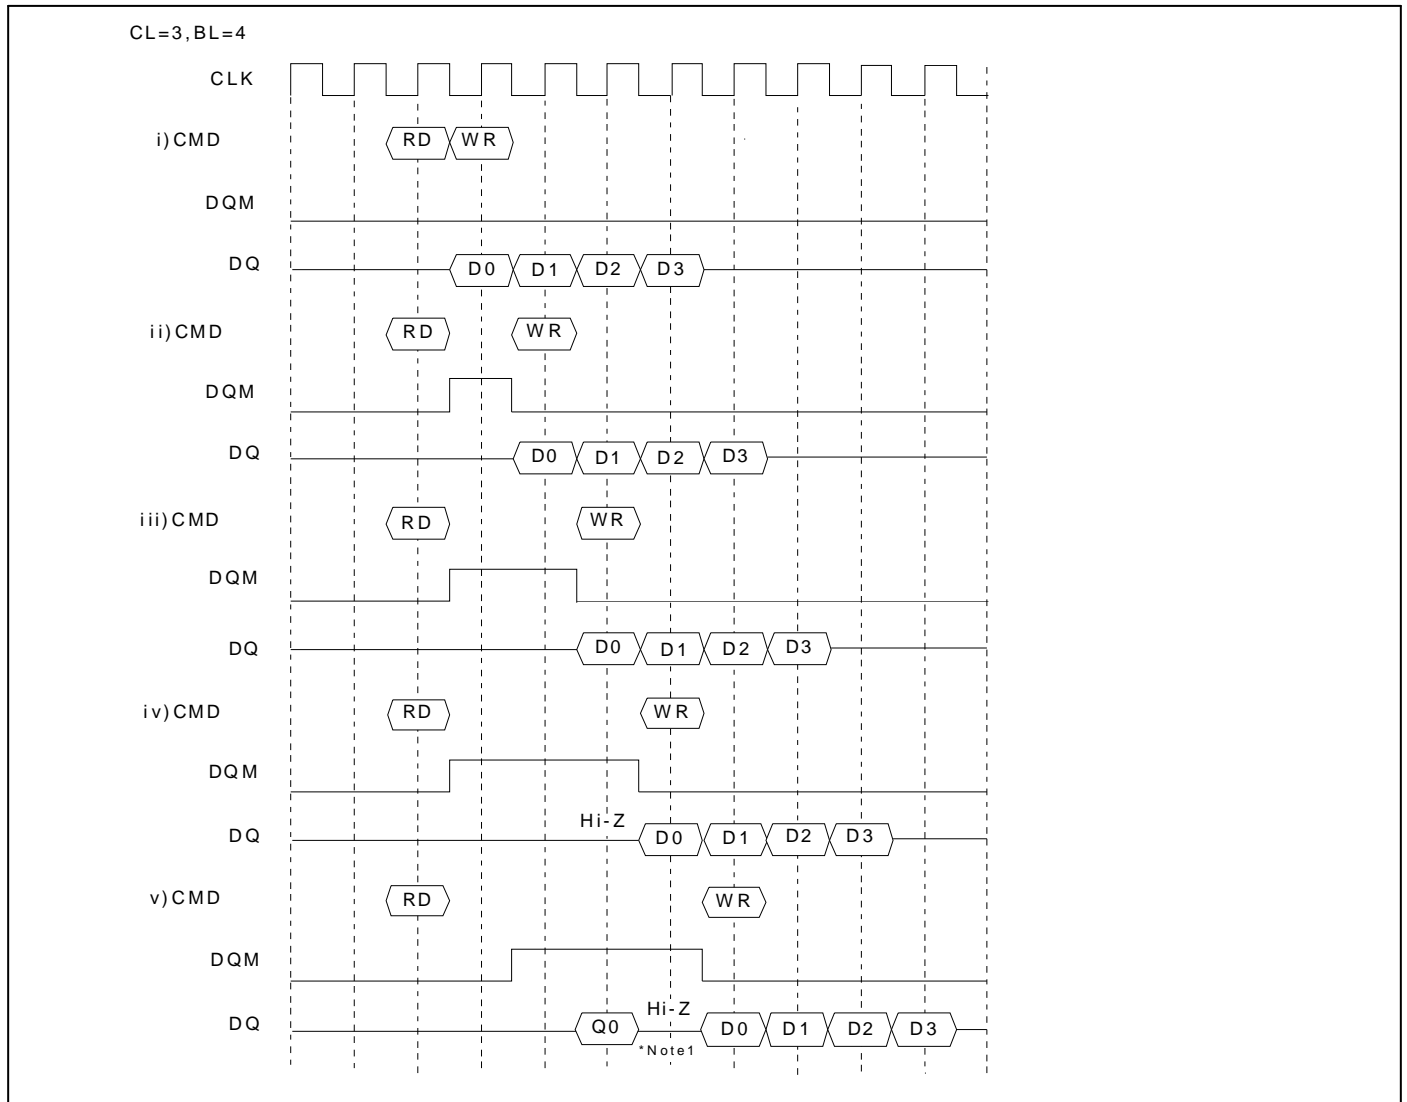 CL=3,BL=4
CLK
i)CMD RD WR
DQM
DQ D0 D1 D2 D3
ii)CMD RD WR
DQM
DQ D0 D1 D2 D3
iii)CMD RD WR
DQM
DQ D0 D1 D2 D3
iv)CMD RD WR
DQM
DQ Hi-Z D0 D1 D2 D3
v)CMD RD WR
DQM
DQ Q0 Hi-Z D0 D1 D2 D3
*Note1